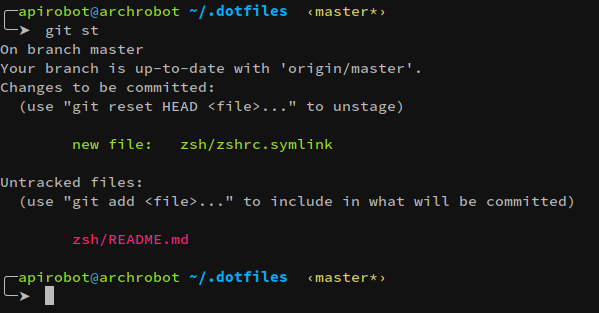 ╭─apirobot@archrobot ~/.dotfiles ‹master*›
╰─➤ git st
On branch master
Your branch is up-to-date with 'origin/master'.
Changes to be committed:
  (use "git reset HEAD <file>..." to unstage)

        new file:   zsh/zshrc.symlink

Untracked files:
  (use "git add <file>..." to include in what will be committed)

        zsh/README.md

╭─apirobot@archrobot ~/.dotfiles ‹master*›
╰─➤